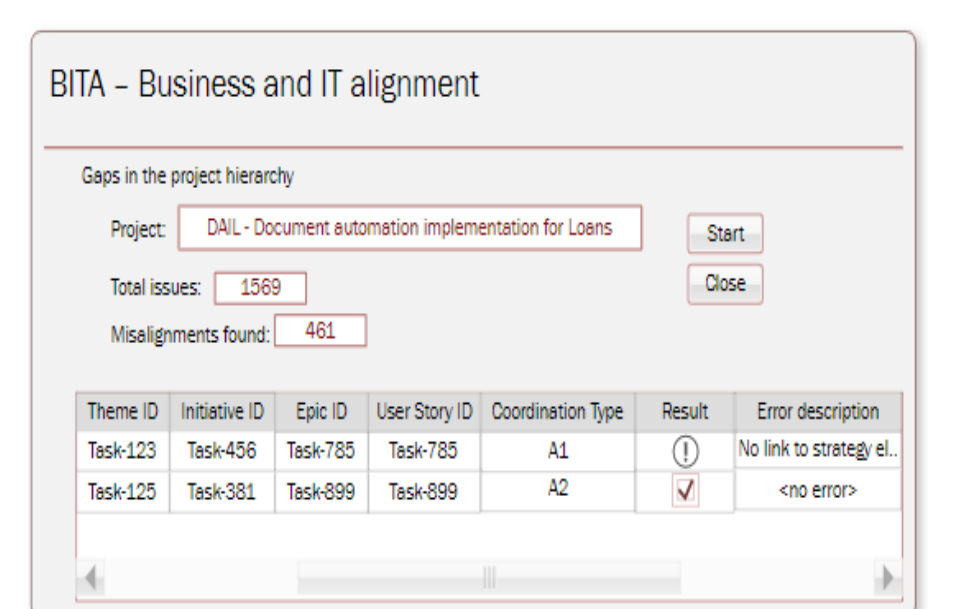 BITA – Business and IT alignment
Gaps in the project hierarchy
Project: DAIL - Document automation implementation for Loans Start
Total issues: 1569 Close
Misalignments found: 461
Theme ID Initiative ID Epic ID User Story ID Coordination Type Result Error description
Task-123 Task-456 Task-785 Task-785 A1 No link to strategy el..
Task-125 Task-381 Task-899 Task-899 A2 <no error>